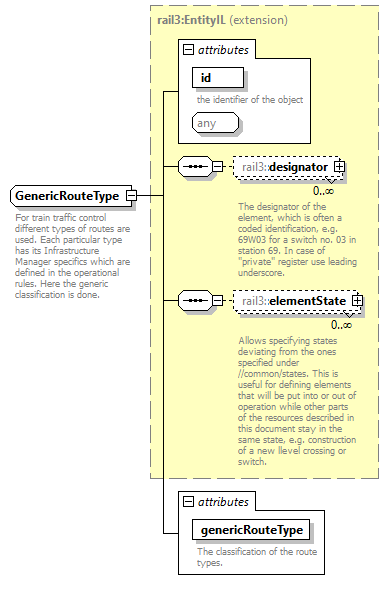 rail3:EntityIL (extension)
attributes
id
the identifier of the object
any
rail3::designator
0..∞
The designator of the
element, which is often a
coded identification, e.g.
69W03 for a switch no. 03 in
station 69. In case of
"private" register use leading
underscore.
GenericRouteType
For train traffic control
different types of routes are
used. Each particular type
has its Infrastructure
Manager specifics which are
defined in the operational
rules. Here the generic
classification is done.
rail3::elementState
0..∞
Allows specifying states
deviating from the ones
specified under
//common/states. This is
useful for defining elements
that will be put into or out of
operation while other parts
of the resources described in
this document stay in the
same state, e.g. construction
of a new llevel crossing or
switch.
attributes
genericRouteType
The classification of the route
types.